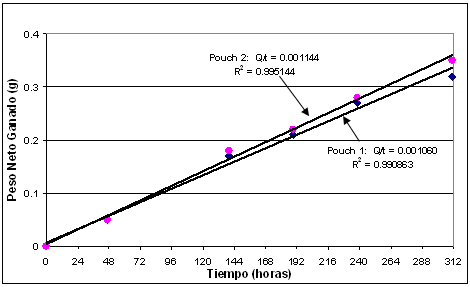 0.4
Pouch 2: Q/t = 0.001144
R² = 0.995144
0.3
Peso Neto Ganado (g)
0.2
Pouch 1: Q/t = 0.001060
R² = 0.990863
0.1
0
0 24 48 72 96 120 144 168 192 216 240 264 288 312
Tiempo (horas)